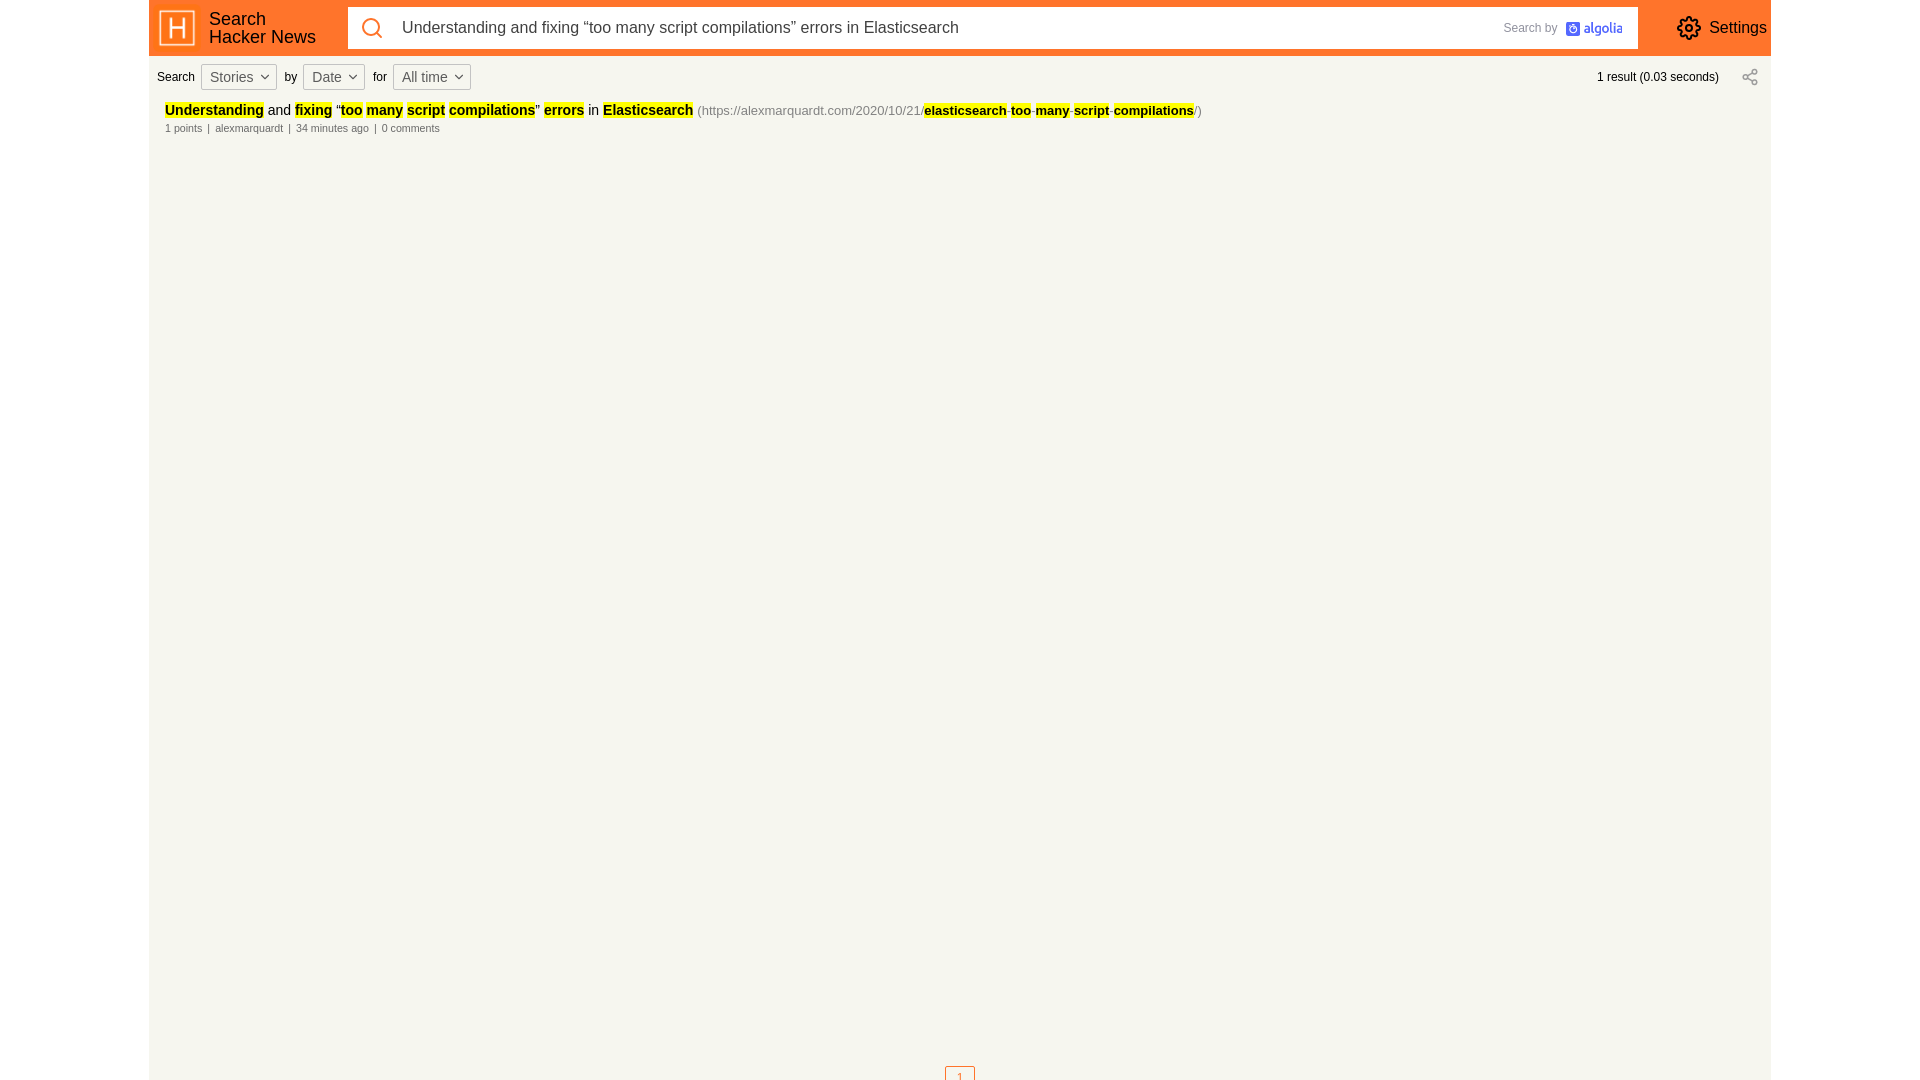 H
Search
Hacker News
Understanding and fixing “too many script compilations” errors in Elasticsearch
Search by algolia
Settings
Search Stories by Date for All time
1 result (0.03 seconds)
Understanding and fixing “too many script compilations” errors in Elasticsearch (https://alexmarquardt.com/2020/10/21/elasticsearch-too-many-script-compilations/)
1 points | alexmarquardt | 34 minutes ago | 0 comments
1